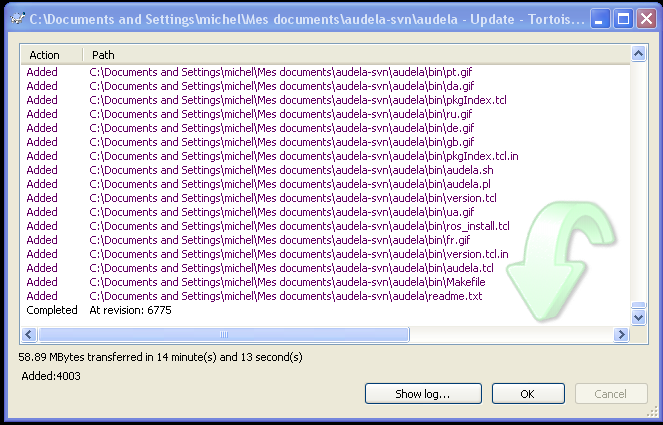 C:\Documents and Settings\michel\Mes documents\audela-svn\audela - Update - Tortois...
Action Path
Added C:\Documents and Settings\michel\Mes documents\audela-svn\audela\bin\pt.gif
Added C:\Documents and Settings\michel\Mes documents\audela-svn\audela\bin\da.gif
Added C:\Documents and Settings\michel\Mes documents\audela-svn\audela\bin\pkgIndex.tcl
Added C:\Documents and Settings\michel\Mes documents\audela-svn\audela\bin\ru.gif
Added C:\Documents and Settings\michel\Mes documents\audela-svn\audela\bin\de.gif
Added C:\Documents and Settings\michel\Mes documents\audela-svn\audela\bin\gb.gif
Added C:\Documents and Settings\michel\Mes documents\audela-svn\audela\bin\pkgIndex.tcl.in
Added C:\Documents and Settings\michel\Mes documents\audela-svn\audela\bin\audela.sh
Added C:\Documents and Settings\michel\Mes documents\audela-svn\audela\bin\audela.pl
Added C:\Documents and Settings\michel\Mes documents\audela-svn\audela\bin\version.tcl
Added C:\Documents and Settings\michel\Mes documents\audela-svn\audela\bin\ua.gif
Added C:\Documents and Settings\michel\Mes documents\audela-svn\audela\bin\ros_install.tcl
Added C:\Documents and Settings\michel\Mes documents\audela-svn\audela\bin\fr.gif
Added C:\Documents and Settings\michel\Mes documents\audela-svn\audela\bin\version.tcl.in
Added C:\Documents and Settings\michel\Mes documents\audela-svn\audela\bin\audela.tcl
Added C:\Documents and Settings\michel\Mes documents\audela-svn\audela\bin\Makefile
Added C:\Documents and Settings\michel\Mes documents\audela-svn\audela\readme.txt
Completed At revision: 6775
58.89 MBytes transferred in 14 minute(s) and 13 second(s)
Added:4003
Show log... OK Cancel